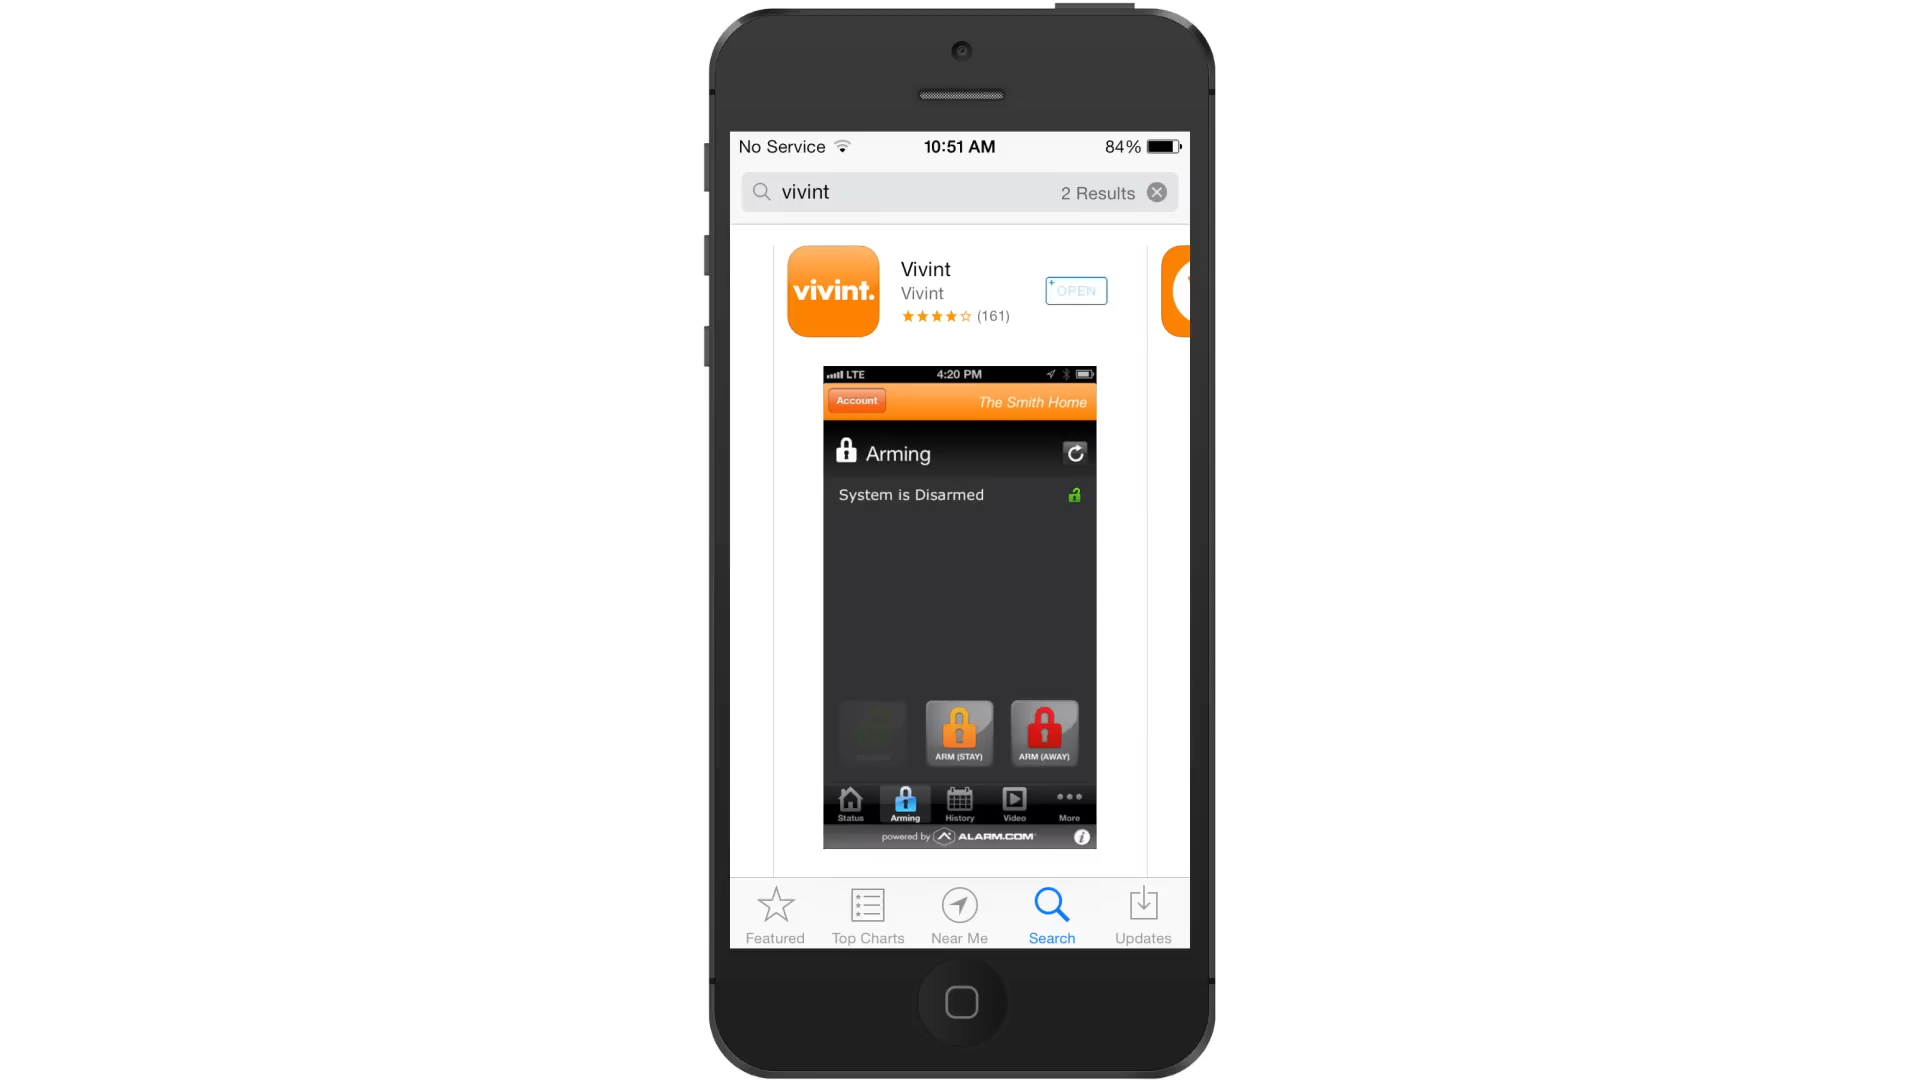 No Service 10:51 AM 84%
vivint 2 Results
vivint.
Vivint
Vivint
OPEN
(161)
LTE 4:20 PM
Account The Smith Home
Arming
System is Disarmed
ARM (STAY) ARM (AWAY)
Status Arming History Video More
powered by ALARM.COM
Featured Top Charts Near Me Search Updates